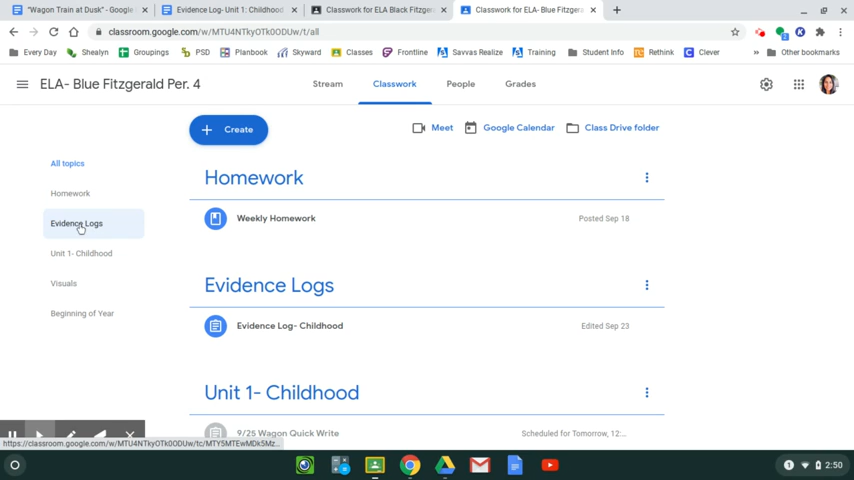 "Wagon Train at Dusk" - Google
Evidence Log- Unit 1: Childhood
Classwork for ELA Black Fitzger
Classwork for ELA- Blue Fitzgera
classroom.google.com/w/MTU4NTkyOTk0ODUw/t/all
Every Day
Shealyn
Groupings
PSD
Planbook
Skyward
Classes
Frontline
Savvas Realize
Training
Student Info
Rethink
Clever
»
Other bookmarks
ELA- Blue Fitzgerald Per. 4
Stream
Classwork
People
Grades
+ Create
Meet
Google Calendar
Class Drive folder
All topics
Homework
Evidence Logs
Unit 1- Childhood
Visuals
Beginning of Year
Homework
Weekly Homework
Posted Sep 18
Evidence Logs
Evidence Log- Childhood
Edited Sep 23
Unit 1- Childhood
9/25 Wagon Quick Write
Scheduled for Tomorrow, 12:...
https://classroom.google.com/w/MTU4NTkyOTk0ODUw/tc/MTY5MTEwMDk5Mz...
1
2:50